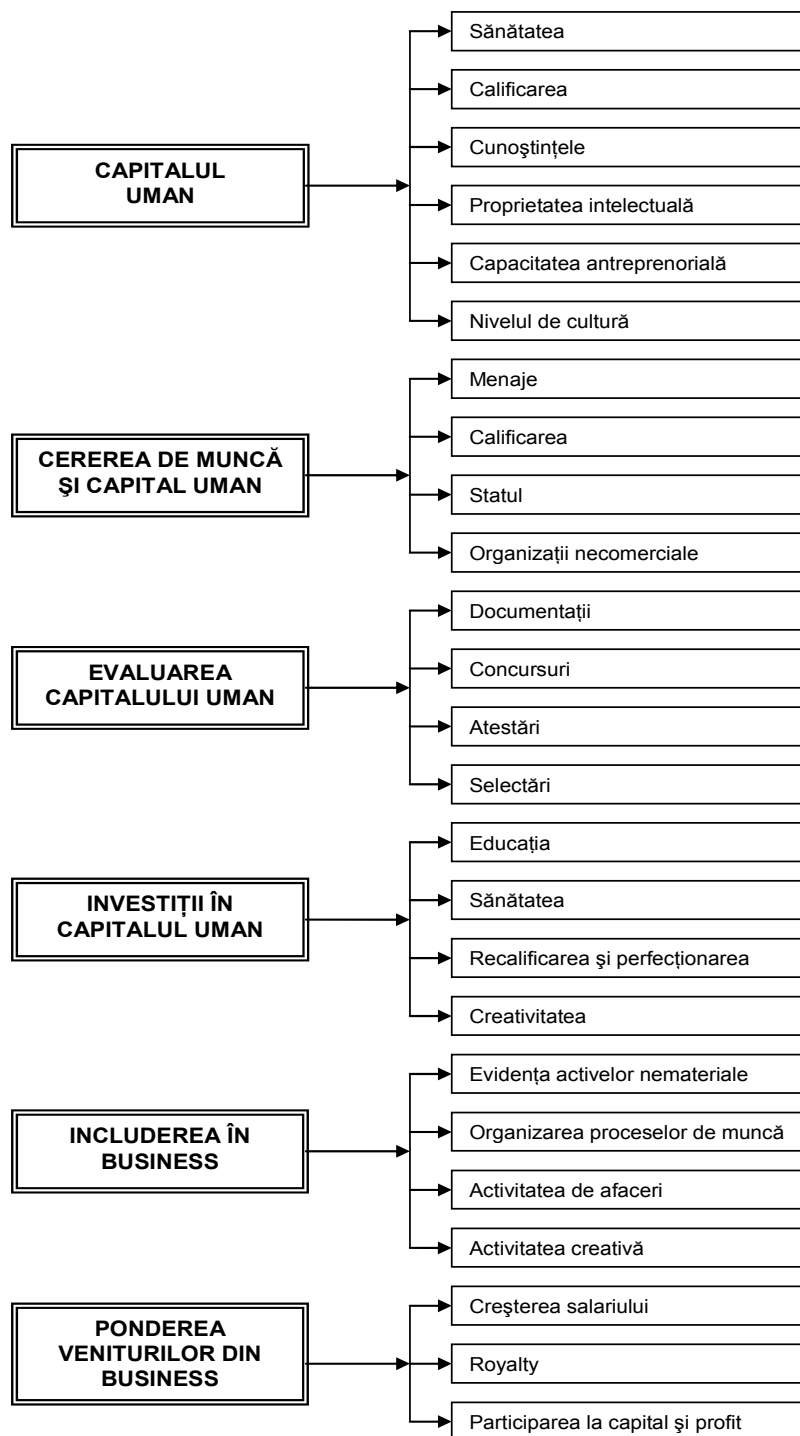 CAPITALUL
UMAN
Sănătatea
Calificarea
Cunoştinţele
Proprietatea intelectuală
Capacitatea antreprenorială
Nivelul de cultură
CEREREA DE MUNCĂ
ŞI CAPITAL UMAN
Menaje
Calificarea
Statul
Organizaţii necomerciale
EVALUAREA
CAPITALULUI UMAN
Documentaţii
Concursuri
Atestări
Selectări
INVESTIŢII ÎN
CAPITALUL UMAN
Educaţia
Sănătatea
Recalificarea şi perfecţionarea
Creativitatea
INCLUDEREA ÎN
BUSINESS
Evidenţa activelor nemateriale
Organizarea proceselor de muncă
Activitatea de afaceri
Activitatea creativă
PONDEREA
VENITURILOR DIN
BUSINESS
Creşterea salariului
Royalty
Participarea la capital şi profit